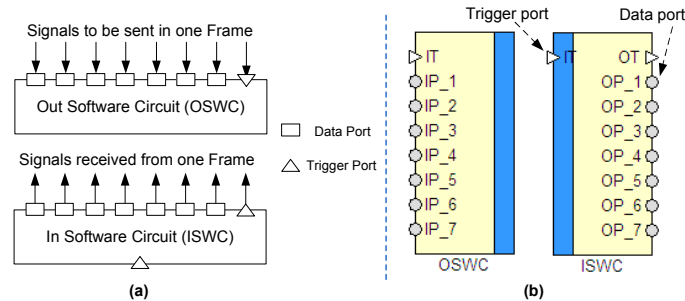 Signals to be sent in one Frame
Out Software Circuit (OSWC)
Data Port
Signals received from one Frame
Trigger Port
In Software Circuit (ISWC)
(a)
Trigger port
Data port
IT
IP_1
IP_2
IP_3
IP_4
IP_5
IP_6
IP_7
OSWC
IT
OT
OP_1
OP_2
OP_3
OP_4
OP_5
OP_6
OP_7
ISWC
(b)